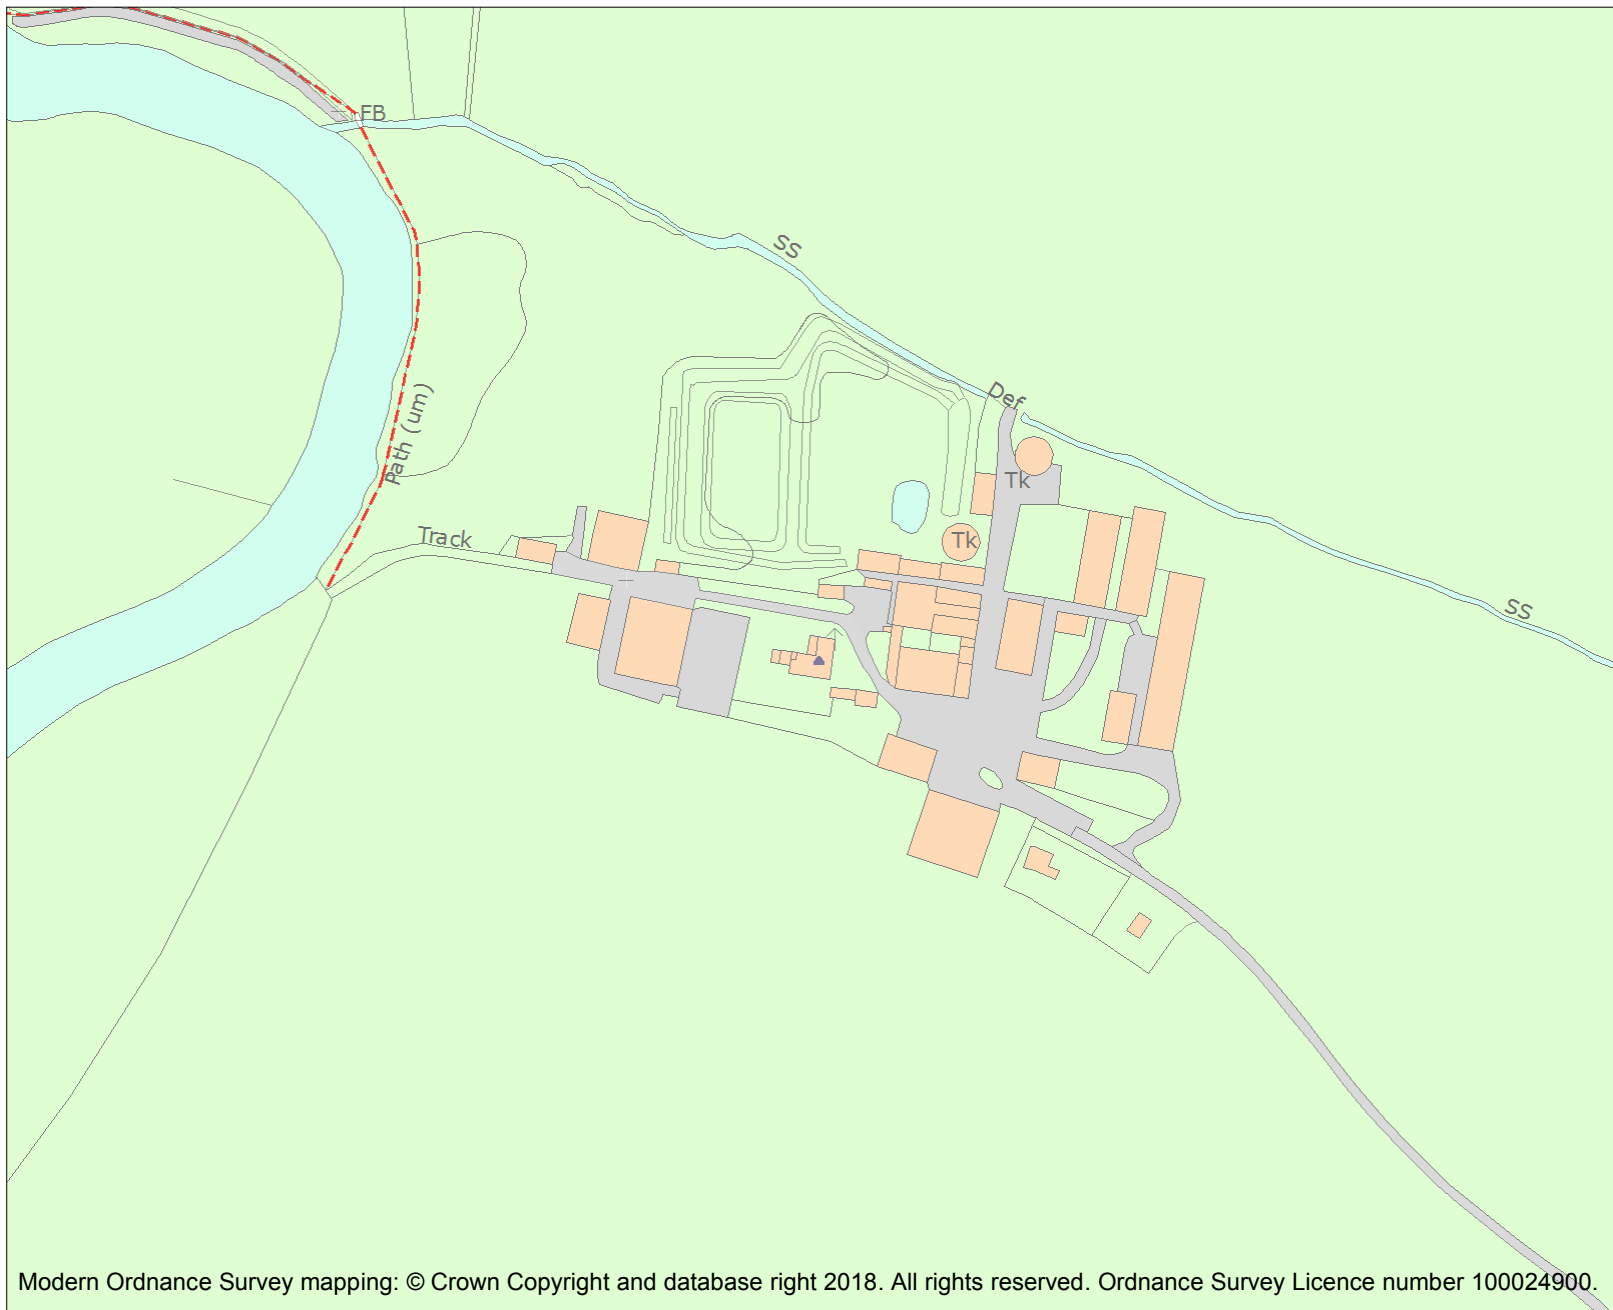 FB
SS
Def
Path (um)
Tk
Track
Tk
SS
Modern Ordnance Survey mapping: © Crown Copyright and database right 2018. All rights reserved. Ordnance Survey Licence number 100024900.